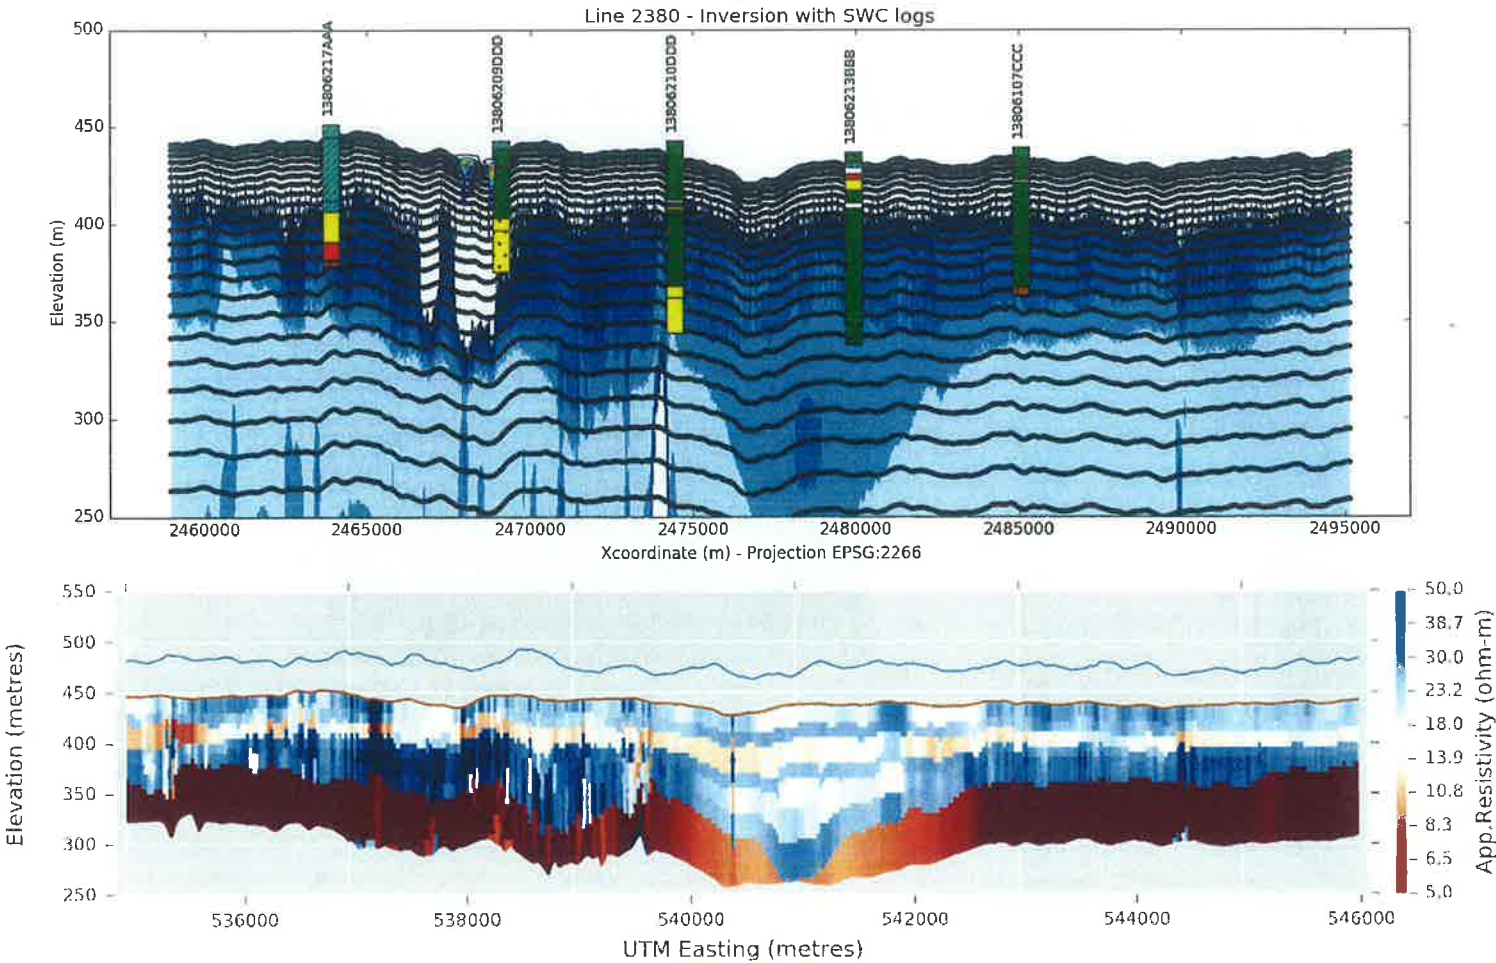 Line 2380 - Inversion with SWC logs
500
450
400
350
300
250
Elevation (m)
13806217AAA
13806209DDD
13806210DDD
13806213BBB
13806107CCC
2460000 2465000 2470000 2475000 2480000 2485000 2490000 2495000
Xcoordinate (m) - Projection EPSG:2266
550
500
450
400
350
300
250
Elevation (metres)
536000 538000 540000 542000 544000 546000
UTM Easting (metres)
50,0
38.7
30.0
23.2
18.0
13.9
10.8
8.3
6.5
5,0
App.Resistivity (ohm-m)